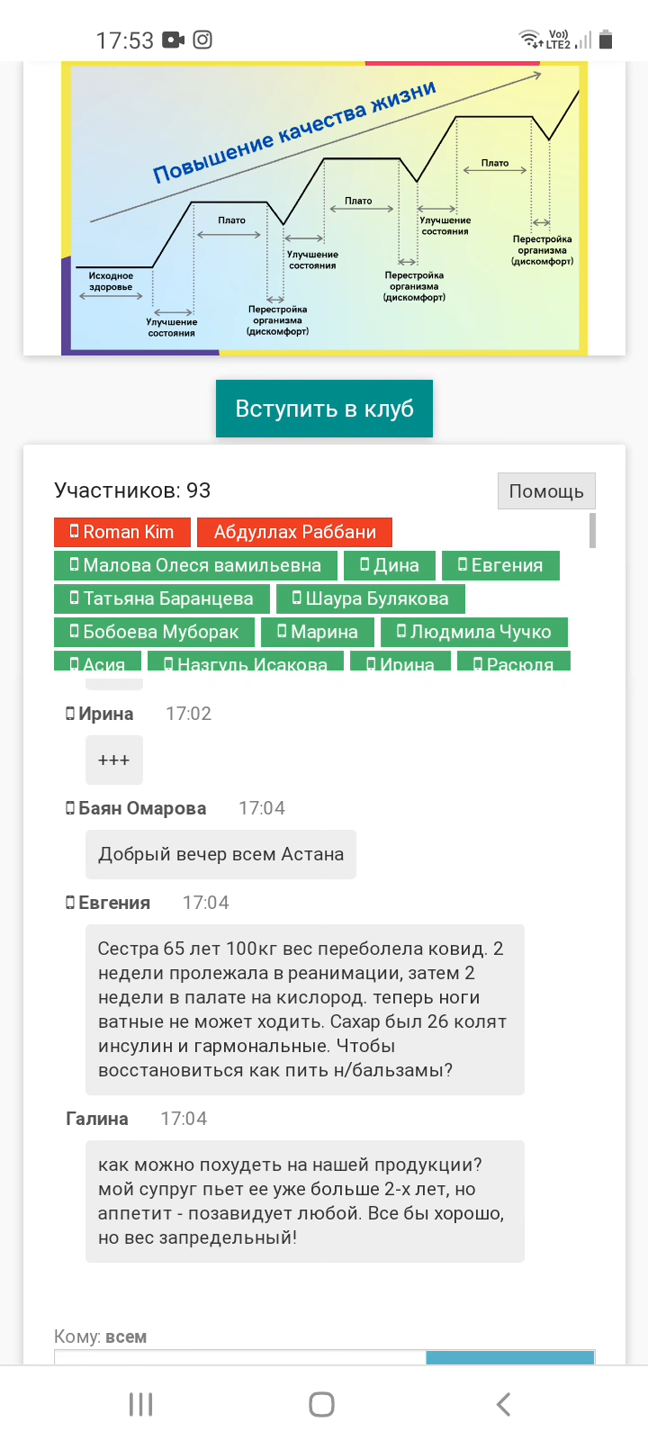 17:53
Vo))
LTE2
Повышение качества жизни
Плато
Плато
Плато
Улучшение
состояния
Улучшение
состояния
Перестройка
организма
(дискомфорт)
Исходное
здоровье
Перестройка
организма
(дискомфорт)
Улучшение
состояния
Перестройка
организма
(дискомфорт)
Вступить в клуб
Участников: 93
Помощь
Roman Kim Абдуллах Раббани
Малова Олеся вамильевна Дина Евгения
Татьяна Баранцева Шаура Булякова
Бобоева Муборак Марина Людмила Чучко
Асия Назгуль Исакова Ирина Расюля
Ирина 17:02
+++
Баян Омарова 17:04
Добрый вечер всем Астана
Евгения 17:04
Сестра 65 лет 100кг вес переболела ковид. 2
недели пролежала в реанимации, затем 2
недели в палате на кислород. теперь ноги
ватные не может ходить. Сахар был 26 колят
инсулин и гармональные. Чтобы
восстановиться как пить н/бальзамы?
Галина 17:04
как можно похудеть на нашей продукции?
мой супруг пьет ее уже больше 2-х лет, но
аппетит - позавидует любой. Все бы хорошо,
но вес запредельный!
Кому: всем